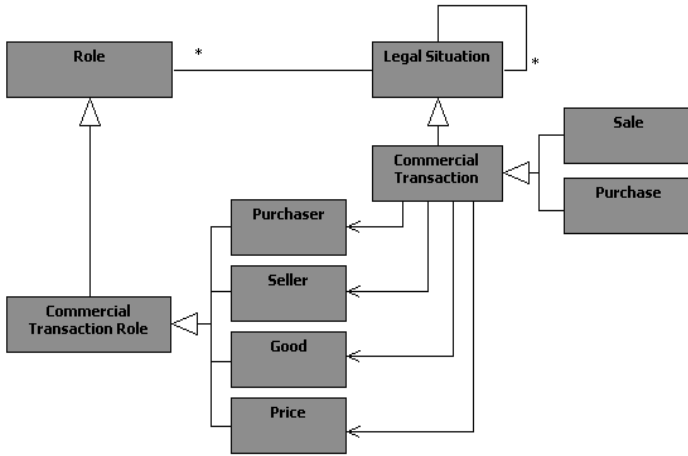 Role
*
Legal Situation
*
Sale
Commercial
Transaction
Purchase
Purchaser
Seller
Commercial
Transaction Role
Good
Price